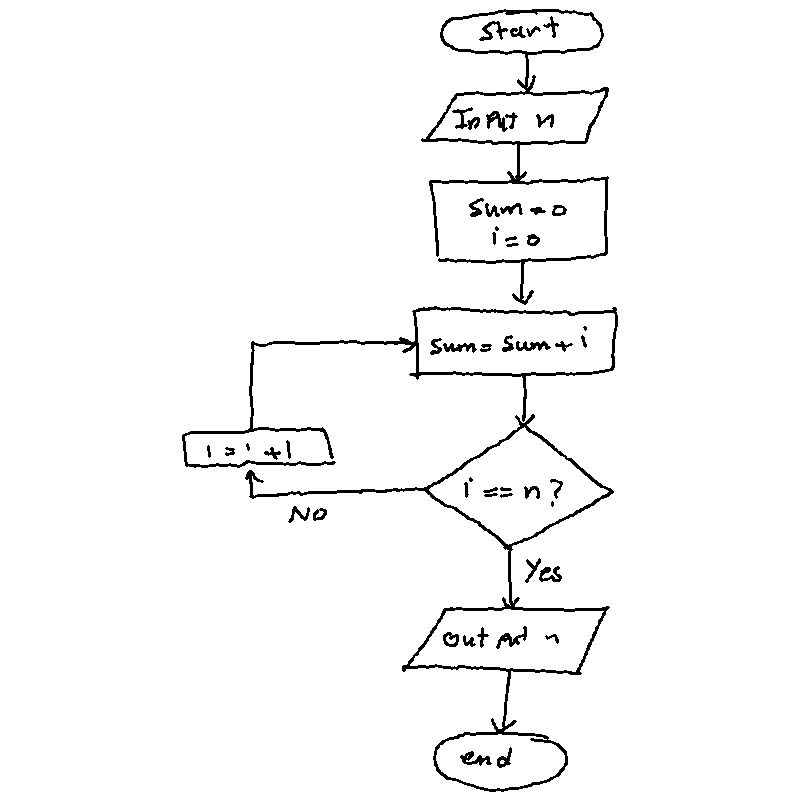 Start
Input n
Sum = 0
i = 0
Sum = Sum + i
i = i + 1
i == n ?
NO
Yes
Output n
end